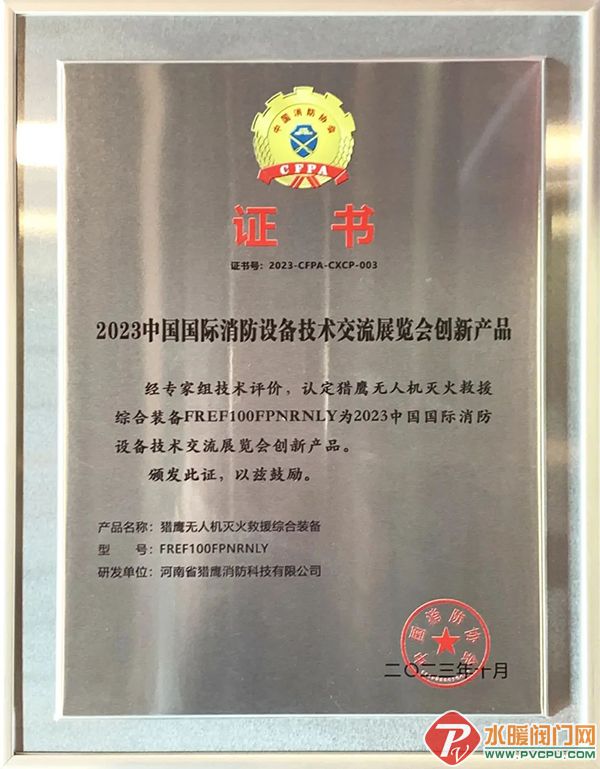 中国消防协会
CFPA
证书
证书号：2023-CFPA-CXCP-003
2023中国国际消防设备技术交流展览会创新产品
经专家组技术评价，认定猎鹰无人机灭火救援
综合装备FREF100FPNRNLY为2023中国国际消防
设备技术交流展览会创新产品。
颁发此证，以兹鼓励。
产品名称：猎鹰无人机灭火救援综合装备
型 号：FREF100FPNRNLY
研发单位：河南省猎鹰消防科技有限公司
中国消防协会
二〇二三年十月
PV 水暖阀门网
www.PVCPU.com